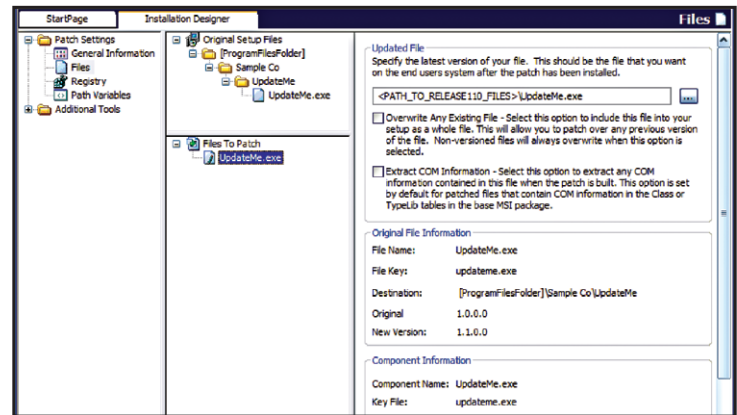 StartPage
Installation Designer
Files
Patch Settings
General Information
Files
Registry
Path Variables
Additional Tools
Original Setup Files
[ProgramFilesFolder]
Sample Co
UpdateMe
UpdateMe.exe
Files To Patch
UpdateMe.exe
Updated File
Specify the latest version of your file. This should be the file that you want
on the end users system after the patch has been installed.
<PATH_TO_RELEASE110_FILES>\UpdateMe.exe
...
Overwrite Any Existing File - Select this option to include this file into your
setup as a whole file. This will allow you to patch over any previous version
of the file. Non-versioned files will always overwrite when this option is
selected.
Extract COM Information - Select this option to extract any COM
information contained in this file when the patch is built. This option is set
by default for patched files that contain COM information in the Class or
TypeLib tables in the base MSI package.
Original File Information
File Name: UpdateMe.exe
File Key: updateme.exe
Destination: [ProgramFilesFolder]\Sample Co\UpdateMe
Original 1.0.0.0
New Version: 1.1.0.0
Component Information
Component Name: UpdateMe.exe
Key File: updateme.exe